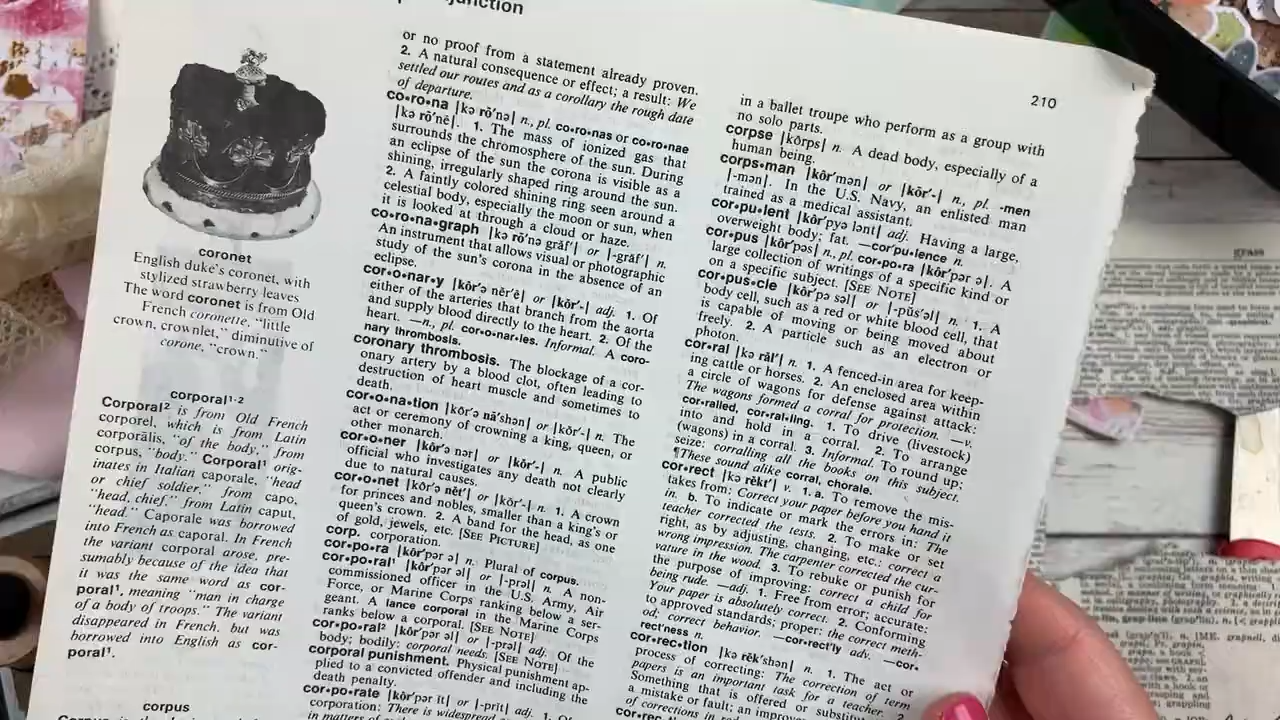 junction
210
coronet
English duke's coronet, with
stylized strawberry leaves
The word coronet is from Old
French coronette, "little
crown, crownlet," diminutive of
corone, "crown."
corporal1·2
Corporal2 is from Old French
corporel, which is from Latin
corporālis, "of the body," from
corpus, "body." Corporal1 orig-
inates in Italian caporale, "head
or chief soldier," from capo,
"head, chief," from Latin caput,
"head." Caporale was borrowed
into French as caporal. In French
the variant corporal arose, pre-
sumably because of the idea that
it was the same word as cor-
poral1, meaning "man in charge
of a body of troops." The variant
disappeared in French, but was
borrowed into English as cor-
poral1.
corpus
or no proof from a statement already proven.
2. A natural consequence or effect; a result: We
settled our routes and as a corollary the rough date
of departure.
co·ro·na |kə rō′nə| n., pl. co·ro·nas or co·ro·nae
|kə rō′nē|. 1. The mass of ionized gas that
surrounds the chromosphere of the sun. During
an eclipse of the sun the corona is visible as a
shining, irregularly shaped ring around the sun.
2. A faintly colored shining ring seen around a
celestial body, especially the moon or sun, when
it is looked at through a cloud or haze.
co·ro·na·graph |kə rō′nə grăf′| or |-gräf′| n.
An instrument that allows visual or photographic
study of the sun's corona in the absence of an
eclipse.
cor·o·nar·y |kôr′ə nĕr′ē| or |kŏr′-| adj. 1. Of
either of the arteries that branch from the aorta
and supply blood directly to the heart. 2. Of the
heart. —n., pl. cor·o·nar·ies. Informal. A coro-
nary thrombosis.
coronary thrombosis. The blockage of a cor-
onary artery by a blood clot, often leading to
destruction of heart muscle and sometimes to
death.
cor·o·na·tion |kôr′ə nā′shən| or |kŏr′-| n. The
act or ceremony of crowning a king, queen, or
other monarch.
cor·o·ner |kôr′ə nər| or |kŏr′-| n. A public
official who investigates any death not clearly
due to natural causes.
cor·o·net |kôr′ə nĕt′| or |kŏr′-| n. 1. A crown
for princes and nobles, smaller than a king's or
queen's crown. 2. A band for the head, as one
of gold, jewels, etc. [SEE PICTURE]
corp. corporation.
cor·po·ra |kôr′pər ə|. Plural of corpus.
cor·po·ral1 |kôr′pər əl| or |-prəl| n. A non-
commissioned officer in the U.S. Army, Air
Force, or Marine Corps ranking below a ser-
geant. A lance corporal in the Marine Corps
ranks below a corporal. [SEE NOTE]
cor·po·ral2 |kôr′pər əl| or |-prəl| adj. Of the
body; bodily: corporal needs. [SEE NOTE]
corporal punishment. Physical punishment ap-
plied to a convicted offender and including the
death penalty.
cor·po·rate |kôr′pər ĭt| or |-prĭt| adj. 1. Of
corporation: There is widespread
in matters of
in a ballet troupe who perform as a group with
no solo parts.
corpse |kôrps| n. A dead body, especially of a
human being.
corps·man |kôr′mən| or |kōr′-| n., pl. -men
|-mən|. In the U.S. Navy, an enlisted man
trained as a medical assistant.
cor·pu·lent |kôr′pyə lənt| adj. Having a large,
overweight body; fat. —cor′pu·lence n.
cor·pus |kôr′pəs| n., pl. cor·po·ra |kôr′pər ə|. A
large collection of writings of a specific kind or
on a specific subject. [SEE NOTE]
cor·pus·cle |kôr′pə səl| or |-pŭs′əl| n. 1. A
body cell, such as a red or white blood cell, that
is capable of moving or being moved about
freely. 2. A particle such as an electron or
photon.
cor·ral |kə răl′| n. 1. A fenced-in area for keep-
ing cattle or horses. 2. An enclosed area within
a circle of wagons for defense against attack:
The wagons formed a corral for protection. —v.
cor·ralled, cor·ral·ling. 1. To drive (livestock)
into and hold in a corral. 2. To arrange
(wagons) in a corral. 3. Informal. To round up;
seize: corralling all the books on this subject.
¶These sound alike corral, chorale.
cor·rect |kə rĕkt′| v. 1. a. To remove the mis-
takes from: Correct your paper before you hand it
in. b. To indicate or mark the errors in: The
teacher corrected the tests. 2. To make or set
right, as by adjusting, changing, etc.: correct a
wrong impression. The carpenter corrected the cur-
vature in the wood. 3. To rebuke or punish for
the purpose of improving: correct a child for
being rude. —adj. 1. Free from error; accurate:
Your paper is absolutely correct. 2. Conforming
to approved standards; proper: the correct meth-
od; correct behavior. —cor·rect′ly adv. —cor·
rect′ness n.
cor·rec·tion |kə rĕk′shən| n. 1. The act or
process of correcting: The correction of term
papers is an important task for a teacher. 2.
Something that is offered or substitut
a mistake or fault; an improvem
of corrections in red
cor·rec
grass